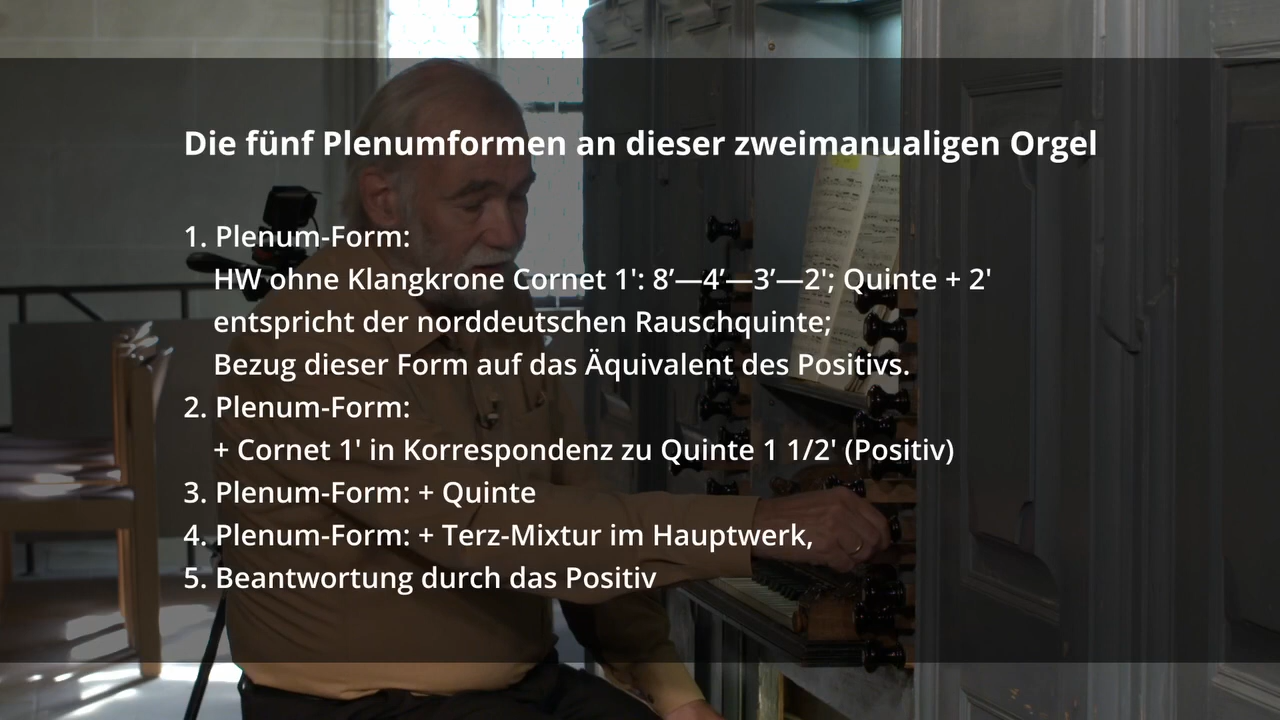 Die fünf Plenumformen an dieser zweimanualigen Orgel
1. Plenum-Form:
HW ohne Klangkrone Cornet 1': 8’—4’—3’—2'; Quinte + 2'
entspricht der norddeutschen Rauschquinte;
Bezug dieser Form auf das Äquivalent des Positivs.
2. Plenum-Form:
+ Cornet 1' in Korrespondenz zu Quinte 1 1/2' (Positiv)
3. Plenum-Form: + Quinte
4. Plenum-Form: + Terz-Mixtur im Hauptwerk,
5. Beantwortung durch das Positiv